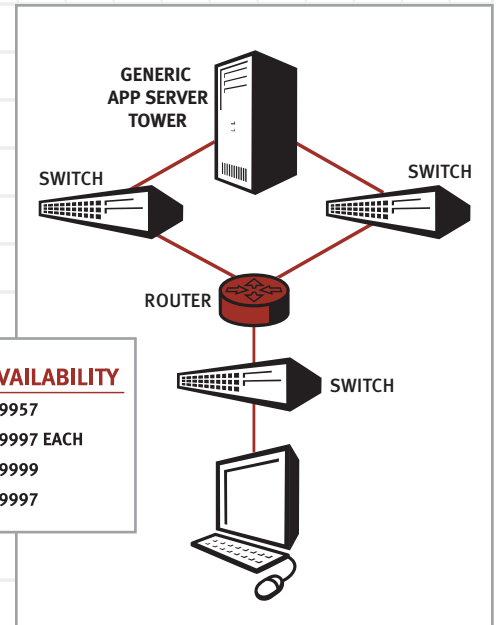 GENERIC
APP SERVER
TOWER
SWITCH
SWITCH
ROUTER
SWITCH
VAILABILITY
9957
9997 EACH
9999
9997